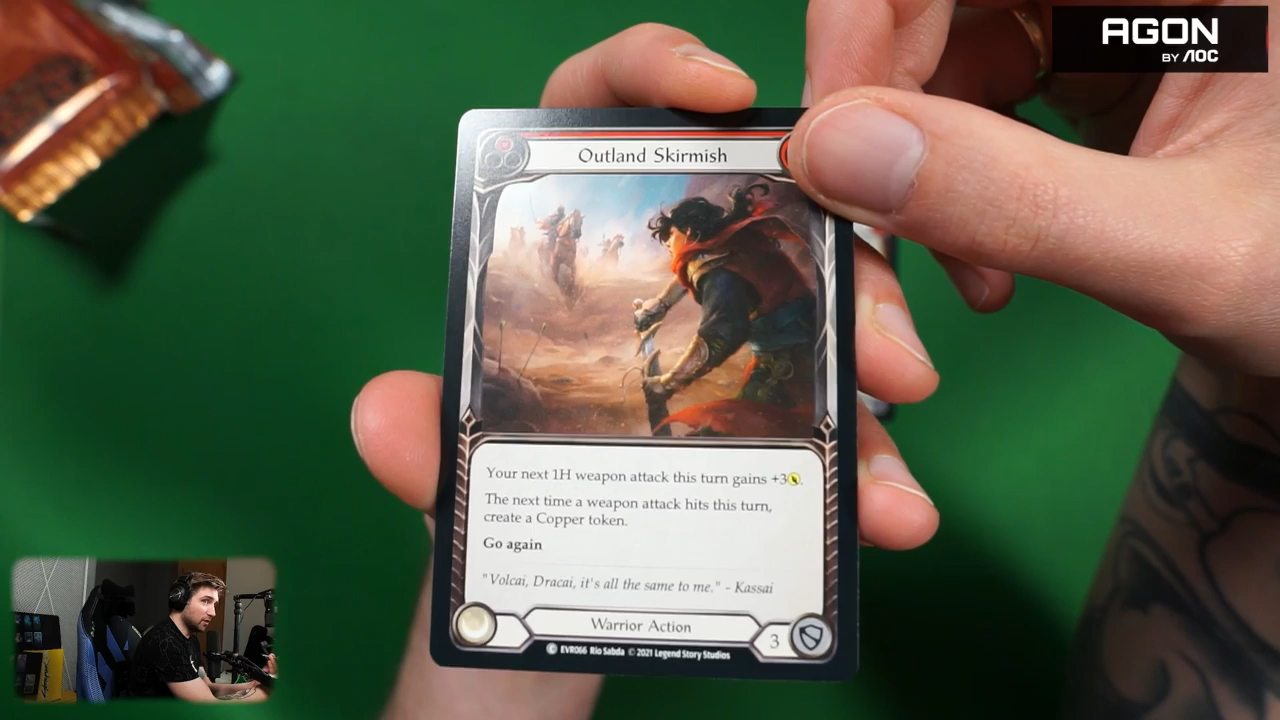 AGON
BY AOC
Outland Skirmish
Your next 1H weapon attack this turn gains +3.
The next time a weapon attack hits this turn,
create a Copper token.
Go again
"Volcai, Dracai, it's all the same to me." - Kassai
Warrior Action
3
C EVR066 Rio Sabda © 2021 Legend Story Studios